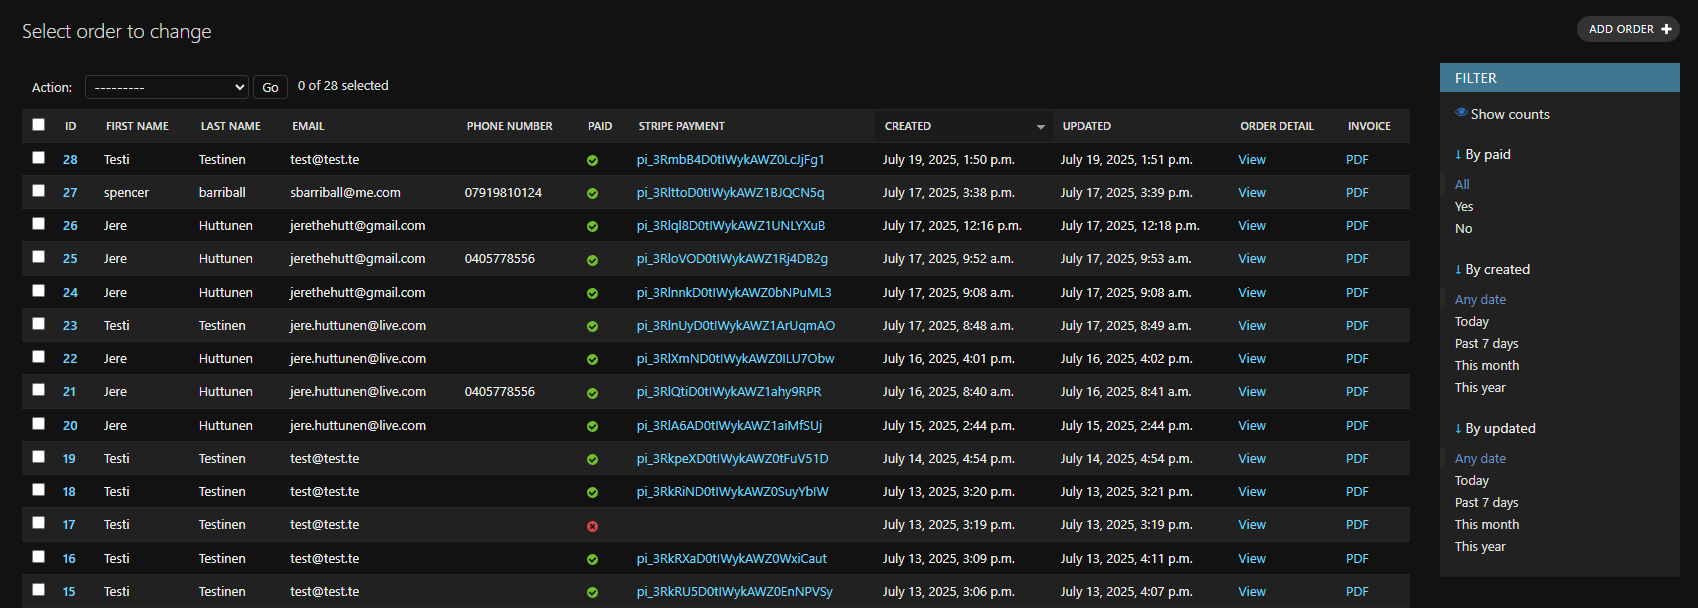 Select order to change
ADD ORDER
Action: --------- Go 0 of 28 selected
ID FIRST NAME LAST NAME EMAIL PHONE NUMBER PAID STRIPE PAYMENT CREATED UPDATED ORDER DETAIL INVOICE
28 Testi Testinen test@test.te pi_3RmbB4D0tIWykAWZ0LcJjFg1 July 19, 2025, 1:50 p.m. July 19, 2025, 1:51 p.m. View PDF
27 spencer barriball sbarriball@me.com 07919810124 pi_3RlttoD0tIWykAWZ1BJQCN5q July 17, 2025, 3:38 p.m. July 17, 2025, 3:39 p.m. View PDF
26 Jere Huttunen jerethehutt@gmail.com pi_3Rlql8D0tIWykAWZ1UNLYXuB July 17, 2025, 12:16 p.m. July 17, 2025, 12:18 p.m. View PDF
25 Jere Huttunen jerethehutt@gmail.com 0405778556 pi_3RloVOD0tIWykAWZ1Rj4DB2g July 17, 2025, 9:52 a.m. July 17, 2025, 9:53 a.m. View PDF
24 Jere Huttunen jerethehutt@gmail.com pi_3RlnnkD0tIWykAWZ0bNPuML3 July 17, 2025, 9:08 a.m. July 17, 2025, 9:08 a.m. View PDF
23 Testi Testinen jere.huttunen@live.com pi_3RlnUyD0tIWykAWZ1ArUqmAO July 17, 2025, 8:48 a.m. July 17, 2025, 8:49 a.m. View PDF
22 Jere Huttunen jere.huttunen@live.com pi_3RlXmND0tIWykAWZ0ILU7Obw July 16, 2025, 4:01 p.m. July 16, 2025, 4:02 p.m. View PDF
21 Jere Huttunen jere.huttunen@live.com 0405778556 pi_3RlQtiD0tIWykAWZ1ahy9RPR July 16, 2025, 8:40 a.m. July 16, 2025, 8:41 a.m. View PDF
20 Jere Huttunen jere.huttunen@live.com pi_3RlA6AD0tIWykAWZ1aiMfSUj July 15, 2025, 2:44 p.m. July 15, 2025, 2:44 p.m. View PDF
19 Testi Testinen test@test.te pi_3RkpeXD0tIWykAWZ0tFuV51D July 14, 2025, 4:54 p.m. July 14, 2025, 4:54 p.m. View PDF
18 Testi Testinen test@test.te pi_3RkRiND0tIWykAWZ0SuyYbIW July 13, 2025, 3:20 p.m. July 13, 2025, 3:21 p.m. View PDF
17 Testi Testinen test@test.te July 13, 2025, 3:19 p.m. July 13, 2025, 3:19 p.m. View PDF
16 Testi Testinen test@test.te pi_3RkRXaD0tIWykAWZ0WxiCaut July 13, 2025, 3:09 p.m. July 13, 2025, 4:11 p.m. View PDF
15 Testi Testinen test@test.te pi_3RkRU5D0tIWykAWZ0EnNPVSy July 13, 2025, 3:06 p.m. July 13, 2025, 4:07 p.m. View PDF
FILTER
Show counts
↓ By paid
All
Yes
No
↓ By created
Any date
Today
Past 7 days
This month
This year
↓ By updated
Any date
Today
Past 7 days
This month
This year